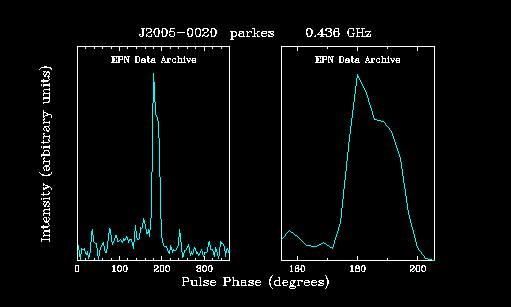 J2005-0020 parkes 0.436 GHz
EPN Data Archive EPN Data Archive
Intensity (arbitrary units)
0 100 200 300 160 180 200
Pulse Phase (degrees)